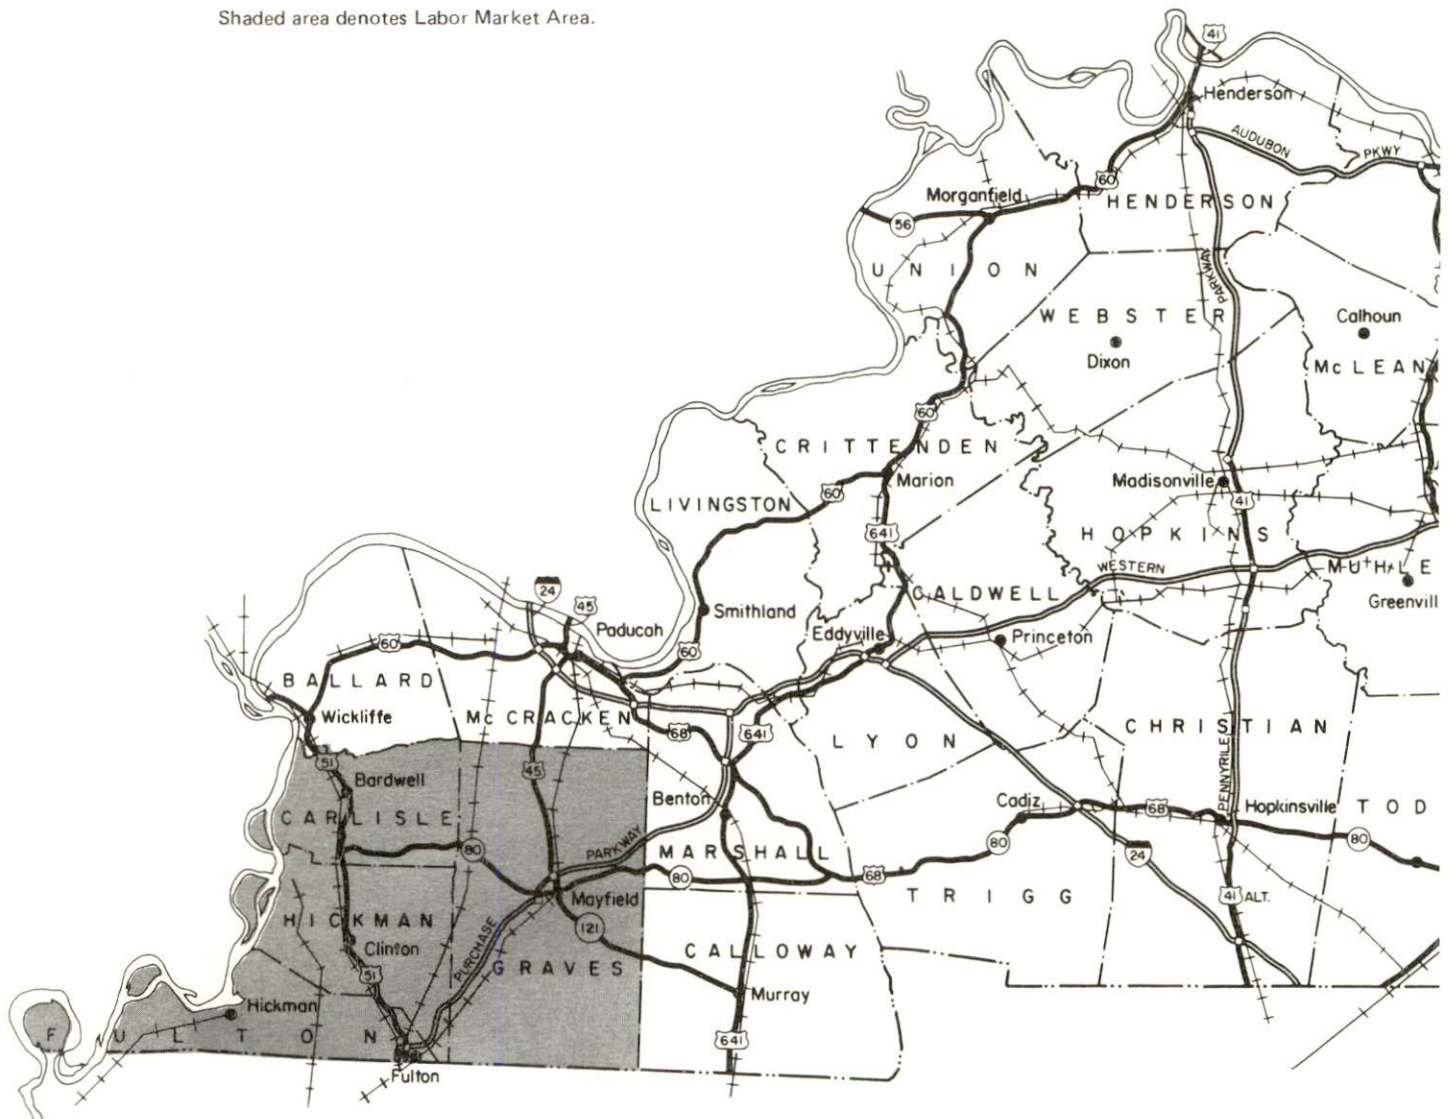 Shaded area denotes Labor Market Area.
41
Henderson
AUDUBON
PKWY
60
Morganfield
HENDERSON
56
UNION
PARKWAY
WEBSTER
Calhoun
Dixon
McLEAN
60
CRITTENDEN
Marion
Madisonville
60
41
LIVINGSTON
641
HOPKINS
WESTERN
MUHLE
24
45
CALDWELL
Greenvill
Smithland
Paducah
Eddyville
Princeton
60
60
BALLARD
Wickliffe
McCRACKEN
68
641
LYON
CHRISTIAN
51
45
Bardwell
PENNYRILE
Benton
Cadiz
68
Hopkinsville
TOD
CARLISLE
80
PARKWAY
MARSHALL
80
80
24
80
68
Mayfield
TRIGG
41
ALT.
HICKMAN
121
Clinton
PURCHASE
CALLOWAY
51
GRAVES
Murray
Hickman
FULTON
641
Fulton